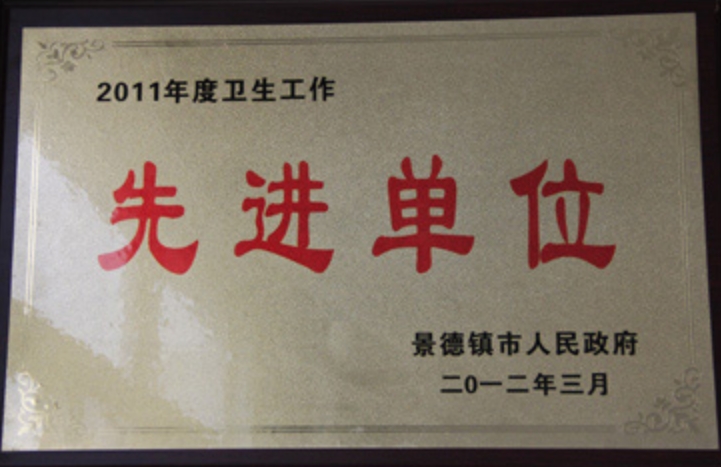 2011年度卫生工作
先进单位
景德镇市人民政府
二0一二年三月